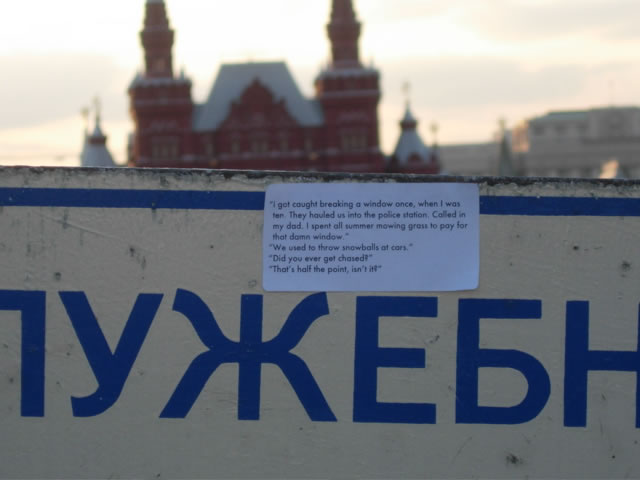 "I got caught breaking a window once, when I was
ten. They hauled us into the police station. Called in
my dad. I spent all summer mowing grass to pay for
that damn window."
"We used to throw snowballs at cars."
"Did you ever get chased?"
"That's half the point, isn't it?"
ЛУЖЕБН